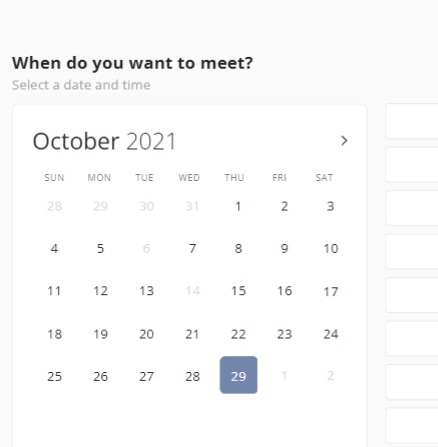 When do you want to meet?
Select a date and time
October 2021 >
SUN MON TUE WED THU FRI SAT
28 29 30 31 1 2 3
4 5 6 7 8 9 10
11 12 13 14 15 16 17
18 19 20 21 22 23 24
25 26 27 28 29 1 2